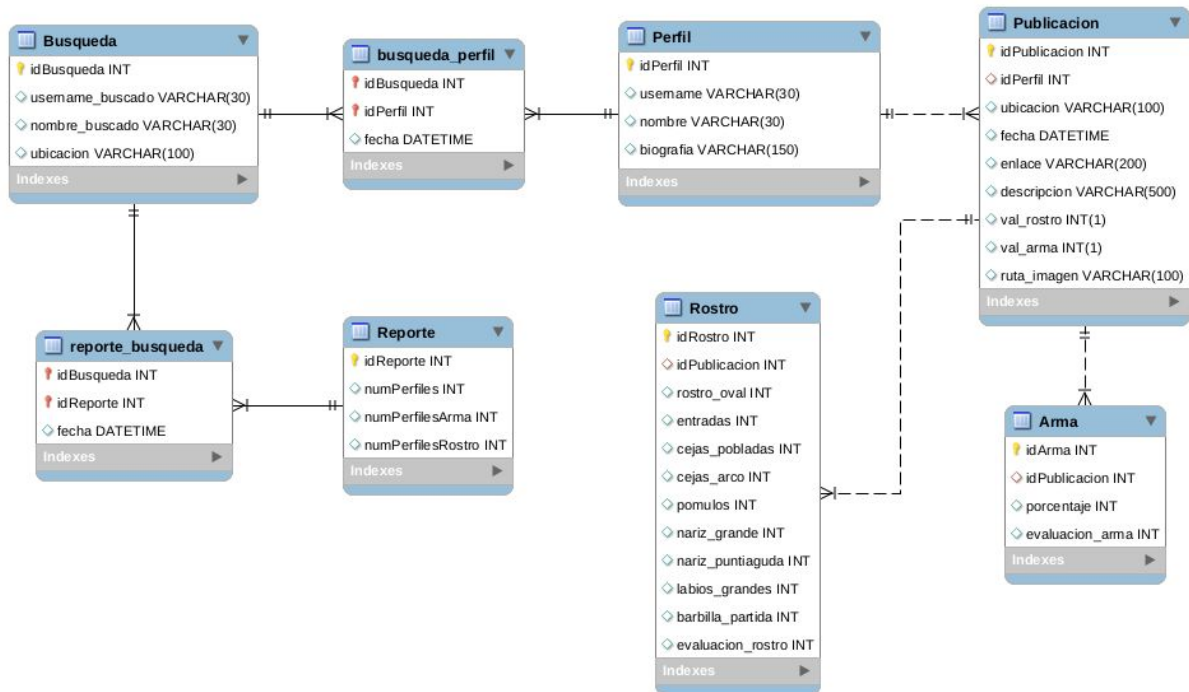 Busqueda
idBusqueda INT
username_buscado VARCHAR(30)
nombre_buscado VARCHAR(30)
ubicacion VARCHAR(100)
Indexes
busqueda_perfil
idBusqueda INT
idPerfil INT
fecha DATETIME
Indexes
Perfil
idPerfil INT
username VARCHAR(30)
nombre VARCHAR(30)
biografia VARCHAR(150)
Indexes
Publicacion
idPublicacion INT
idPerfil INT
ubicacion VARCHAR(100)
fecha DATETIME
enlace VARCHAR(200)
descripcion VARCHAR(500)
val_rostro INT(1)
val_arma INT(1)
ruta_imagen VARCHAR(100)
Indexes
reporte_busqueda
idBusqueda INT
idReporte INT
fecha DATETIME
Indexes
Reporte
idReporte INT
numPerfiles INT
numPerfilesArma INT
numPerfilesRostro INT
Indexes
Rostro
idRostro INT
idPublicacion INT
rostro_oval INT
entradas INT
cejas_pobladas INT
cejas_arco INT
pomulos INT
nariz_grande INT
nariz_puntiaguda INT
labios_grandes INT
barbilla_partida INT
evaluacion_rostro INT
Indexes
Arma
idArma INT
idPublicacion INT
porcentaje INT
evaluacion_arma INT
Indexes